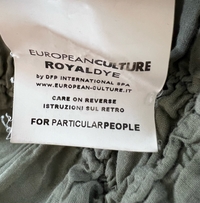 EUROPEANCULTURE
ROYALDYE
by DFP INTERNATIONAL SPA
WWW.EUROPEAN-CULTURE.IT
CARE ON REVERSE
ISTRUZIONI SUL RETRO
FOR PARTICULARPEOPLE